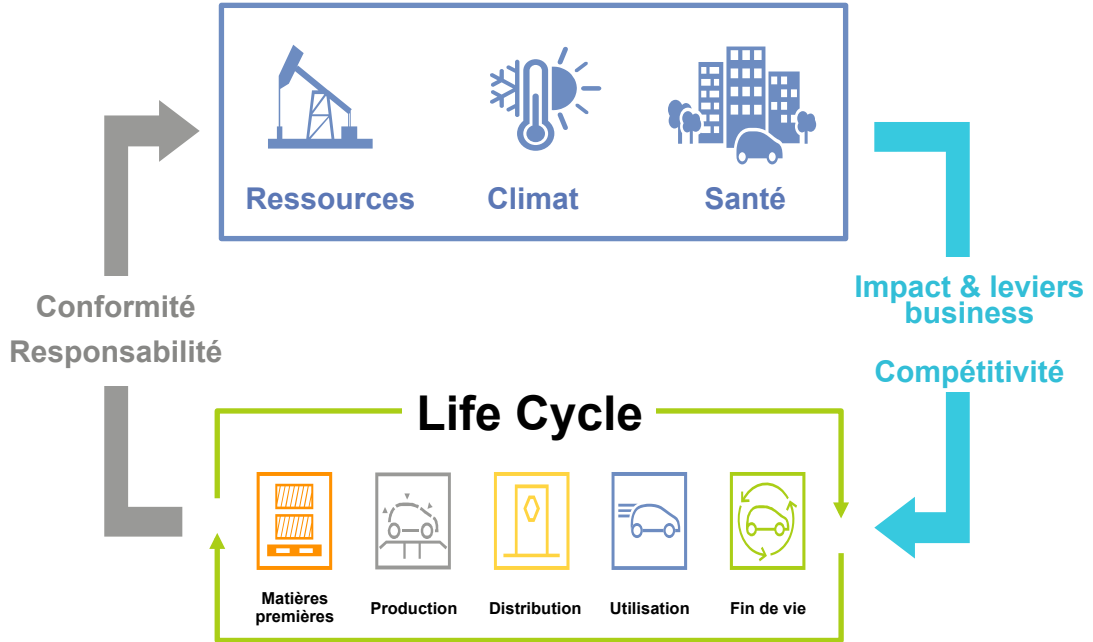 Ressources
Climat
Santé
Conformité
Responsabilité
Impact & leviers
business
Compétitivité
Life Cycle
Matières
premières
Production
Distribution
Utilisation
Fin de vie